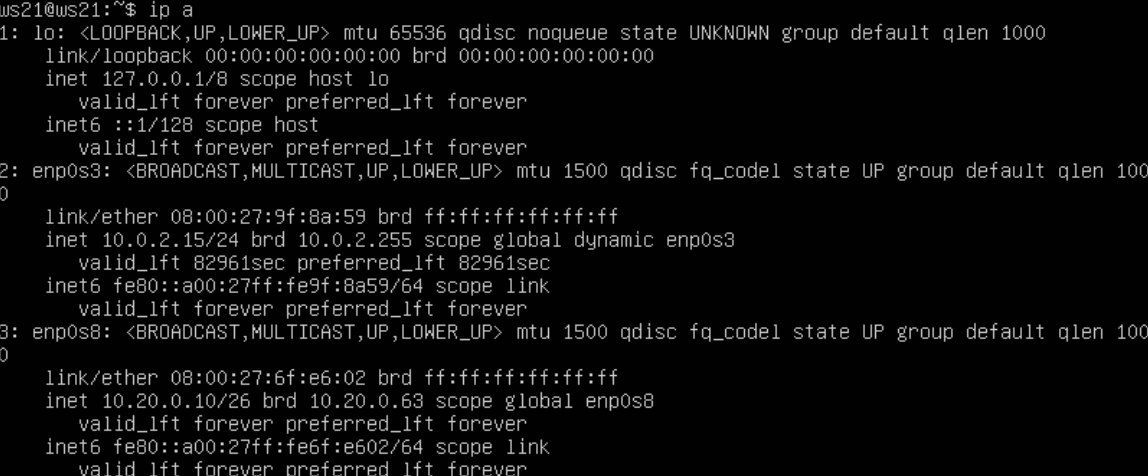 ws21@ws21:~$ ip a
1: lo: <LOOPBACK,UP,LOWER_UP> mtu 65536 qdisc noqueue state UNKNOWN group default qlen 1000
    link/loopback 00:00:00:00:00:00 brd 00:00:00:00:00:00
    inet 127.0.0.1/8 scope host lo
       valid_lft forever preferred_lft forever
    inet6 ::1/128 scope host
       valid_lft forever preferred_lft forever
2: enp0s3: <BROADCAST,MULTICAST,UP,LOWER_UP> mtu 1500 qdisc fq_codel state UP group default qlen 100
0
    link/ether 08:00:27:9f:8a:59 brd ff:ff:ff:ff:ff:ff
    inet 10.0.2.15/24 brd 10.0.2.255 scope global dynamic enp0s3
       valid_lft 82961sec preferred_lft 82961sec
    inet6 fe80::a00:27ff:fe9f:8a59/64 scope link
       valid_lft forever preferred_lft forever
3: enp0s8: <BROADCAST,MULTICAST,UP,LOWER_UP> mtu 1500 qdisc fq_codel state UP group default qlen 100
0
    link/ether 08:00:27:6f:e6:02 brd ff:ff:ff:ff:ff:ff
    inet 10.20.0.10/26 brd 10.20.0.63 scope global enp0s8
       valid_lft forever preferred_lft forever
    inet6 fe80::a00:27ff:fe6f:e602/64 scope link
       valid_lft forever preferred_lft forever